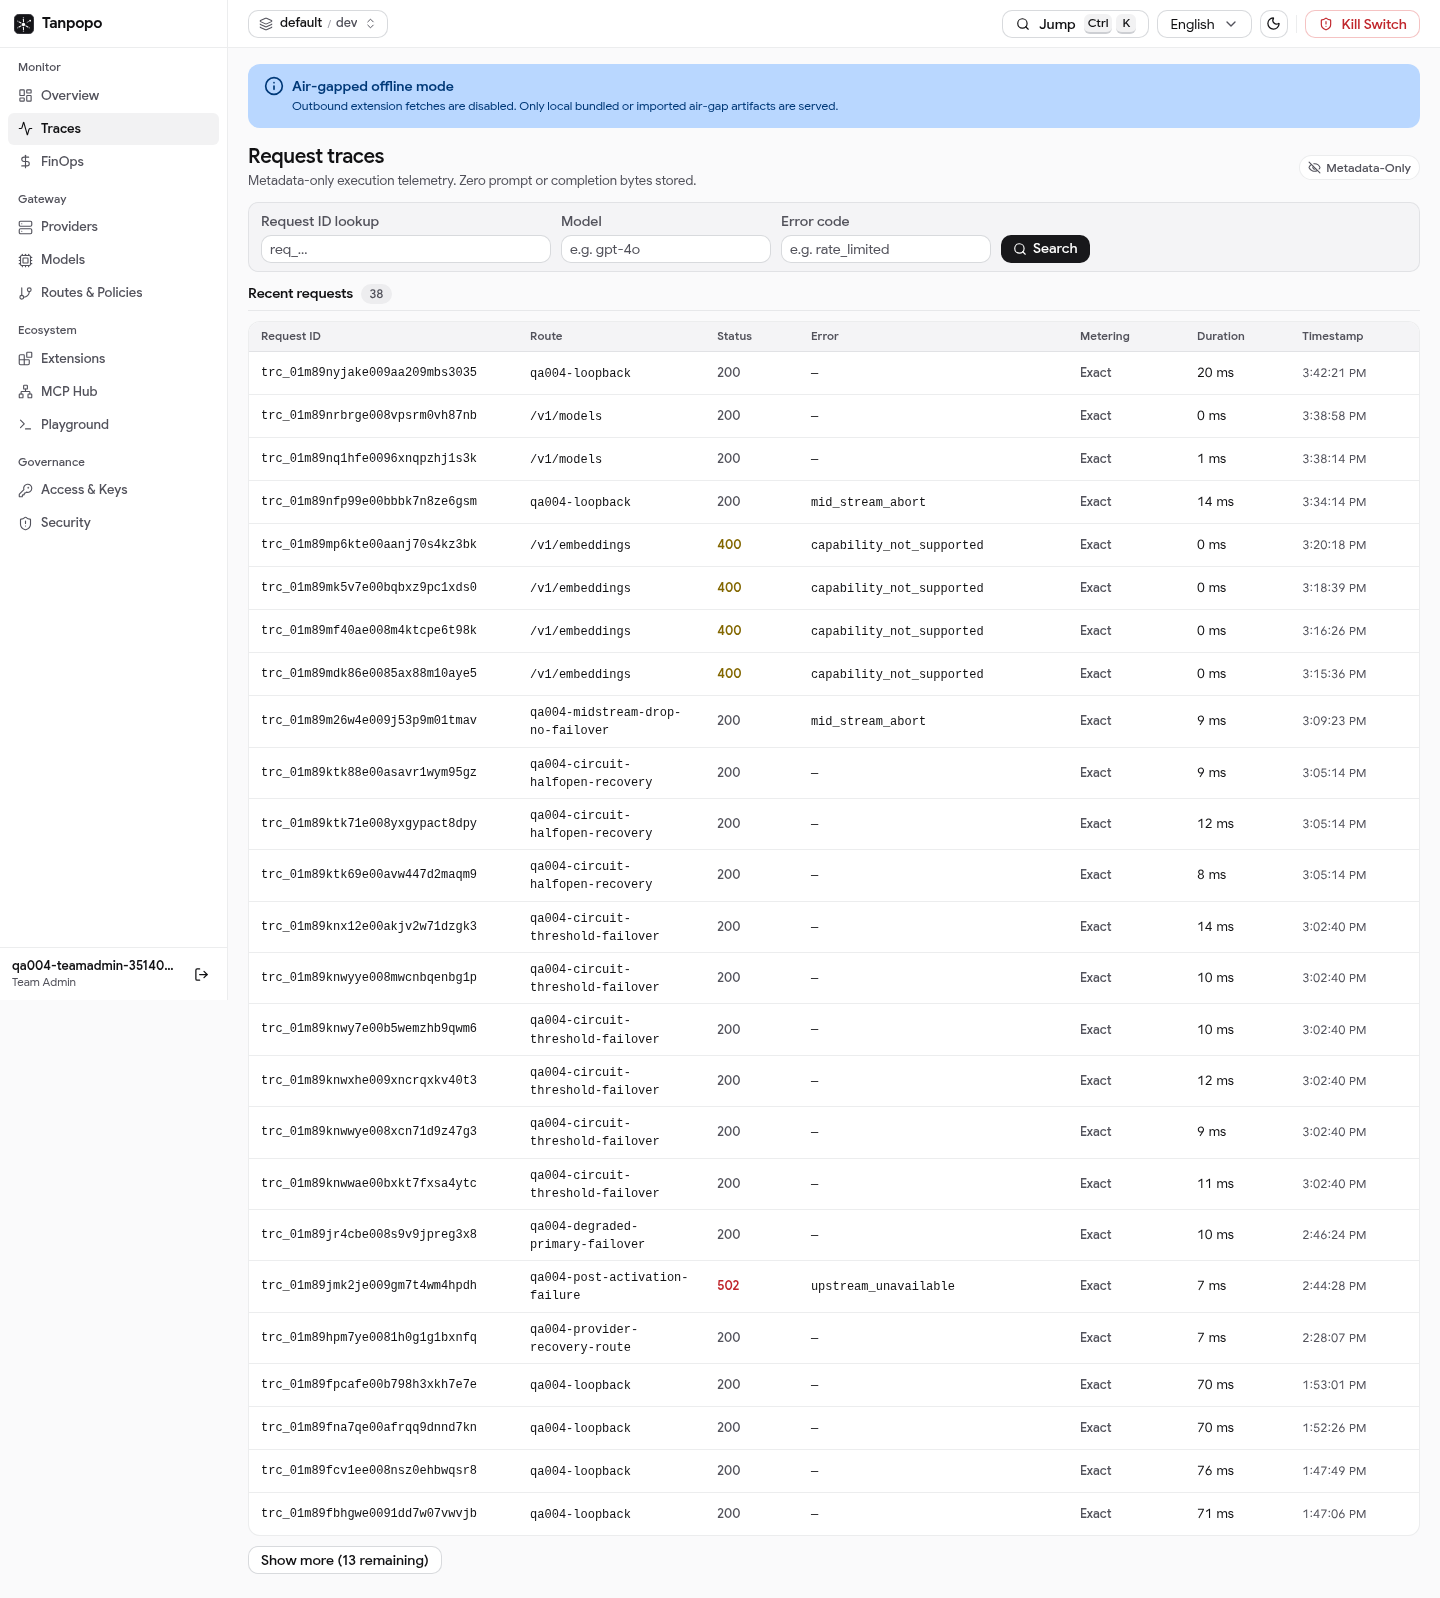 Tanpopo
default / dev
Jump Ctrl K
English
Kill Switch
Monitor
Overview
Traces
FinOps
Gateway
Providers
Models
Routes & Policies
Ecosystem
Extensions
MCP Hub
Playground
Governance
Access & Keys
Security
qa004-teamadmin-35140...
Team Admin
Air-gapped offline mode
Outbound extension fetches are disabled. Only local bundled or imported air-gap artifacts are served.
Request traces
Metadata-only execution telemetry. Zero prompt or completion bytes stored.
Metadata-Only
Request ID lookup Model Error code
req_... e.g. gpt-4o e.g. rate_limited Search
Recent requests 38
Request ID Route Status Error Metering Duration Timestamp
trc_01m89nyjake009aa209mbs3035 qa004-loopback 200 — Exact 20 ms 3:42:21 PM
trc_01m89nrbrge008vpsrm0vh87nb /v1/models 200 — Exact 0 ms 3:38:58 PM
trc_01m89nq1hfe0096xnqpzhj1s3k /v1/models 200 — Exact 1 ms 3:38:14 PM
trc_01m89nfp99e00bbbk7n8ze6gsm qa004-loopback 200 mid_stream_abort Exact 14 ms 3:34:14 PM
trc_01m89mp6kte00aanj70s4kz3bk /v1/embeddings 400 capability_not_supported Exact 0 ms 3:20:18 PM
trc_01m89mk5v7e00bqbxz9pc1xds0 /v1/embeddings 400 capability_not_supported Exact 0 ms 3:18:39 PM
trc_01m89mf40ae008m4ktcpe6t98k /v1/embeddings 400 capability_not_supported Exact 0 ms 3:16:26 PM
trc_01m89mdk86e0085ax88m10aye5 /v1/embeddings 400 capability_not_supported Exact 0 ms 3:15:36 PM
trc_01m89m26w4e009j53p9m01tmav qa004-midstream-drop-
no-failover 200 mid_stream_abort Exact 9 ms 3:09:23 PM
trc_01m89ktk88e00asavr1wym95gz qa004-circuit-
halfopen-recovery 200 — Exact 9 ms 3:05:14 PM
trc_01m89ktk71e008yxgypact8dpy qa004-circuit-
halfopen-recovery 200 — Exact 12 ms 3:05:14 PM
trc_01m89ktk69e00avw447d2maqm9 qa004-circuit-
halfopen-recovery 200 — Exact 8 ms 3:05:14 PM
trc_01m89knx12e00akjv2w71dzgk3 qa004-circuit-
threshold-failover 200 — Exact 14 ms 3:02:40 PM
trc_01m89knwyye008mwcnbqenbg1p qa004-circuit-
threshold-failover 200 — Exact 10 ms 3:02:40 PM
trc_01m89knwy7e00b5wemzhb9qwm6 qa004-circuit-
threshold-failover 200 — Exact 10 ms 3:02:40 PM
trc_01m89knwxhe009xncrqxkv40t3 qa004-circuit-
threshold-failover 200 — Exact 12 ms 3:02:40 PM
trc_01m89knwwye008xcn71d9z47g3 qa004-circuit-
threshold-failover 200 — Exact 9 ms 3:02:40 PM
trc_01m89knwwae00bxkt7fxsa4ytc qa004-circuit-
threshold-failover 200 — Exact 11 ms 3:02:40 PM
trc_01m89jr4cbe008s9v9jpreg3x8 qa004-degraded-
primary-failover 200 — Exact 10 ms 2:46:24 PM
trc_01m89jmk2je009gm7t4wm4hpdh qa004-post-activation-
failure 502 upstream_unavailable Exact 7 ms 2:44:28 PM
trc_01m89hpm7ye0081h0g1g1bxnfq qa004-provider-
recovery-route 200 — Exact 7 ms 2:28:07 PM
trc_01m89fpcafe00b798h3xkh7e7e qa004-loopback 200 — Exact 70 ms 1:53:01 PM
trc_01m89fna7qe00afrqq9dnnd7kn qa004-loopback 200 — Exact 70 ms 1:52:26 PM
trc_01m89fcv1ee008nsz0ehbwqsr8 qa004-loopback 200 — Exact 76 ms 1:47:49 PM
trc_01m89fbhgwe0091dd7w07vwvjb qa004-loopback 200 — Exact 71 ms 1:47:06 PM
Show more (13 remaining)